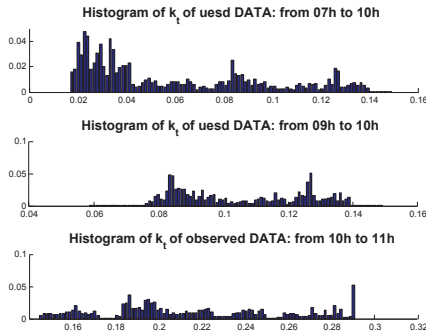 Histogram of k_t of uesd DATA: from 07h to 10h
0.04
0.02
0
0 0.02 0.04 0.06 0.08 0.1 0.12 0.14 0.16
Histogram of k_t of uesd DATA: from 09h to 10h
0.1
0.05
0
0.04 0.06 0.08 0.1 0.12 0.14 0.16
Histogram of k_t of observed DATA: from 10h to 11h
0.1
0.05
0
0.16 0.18 0.2 0.22 0.24 0.26 0.28 0.3 0.32